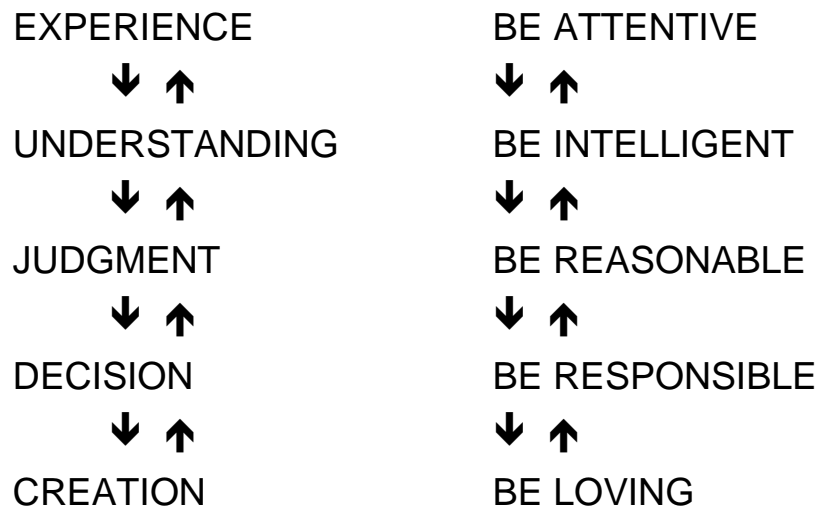 EXPERIENCE BE ATTENTIVE
UNDERSTANDING BE INTELLIGENT
JUDGMENT BE REASONABLE
DECISION BE RESPONSIBLE
CREATION BE LOVING